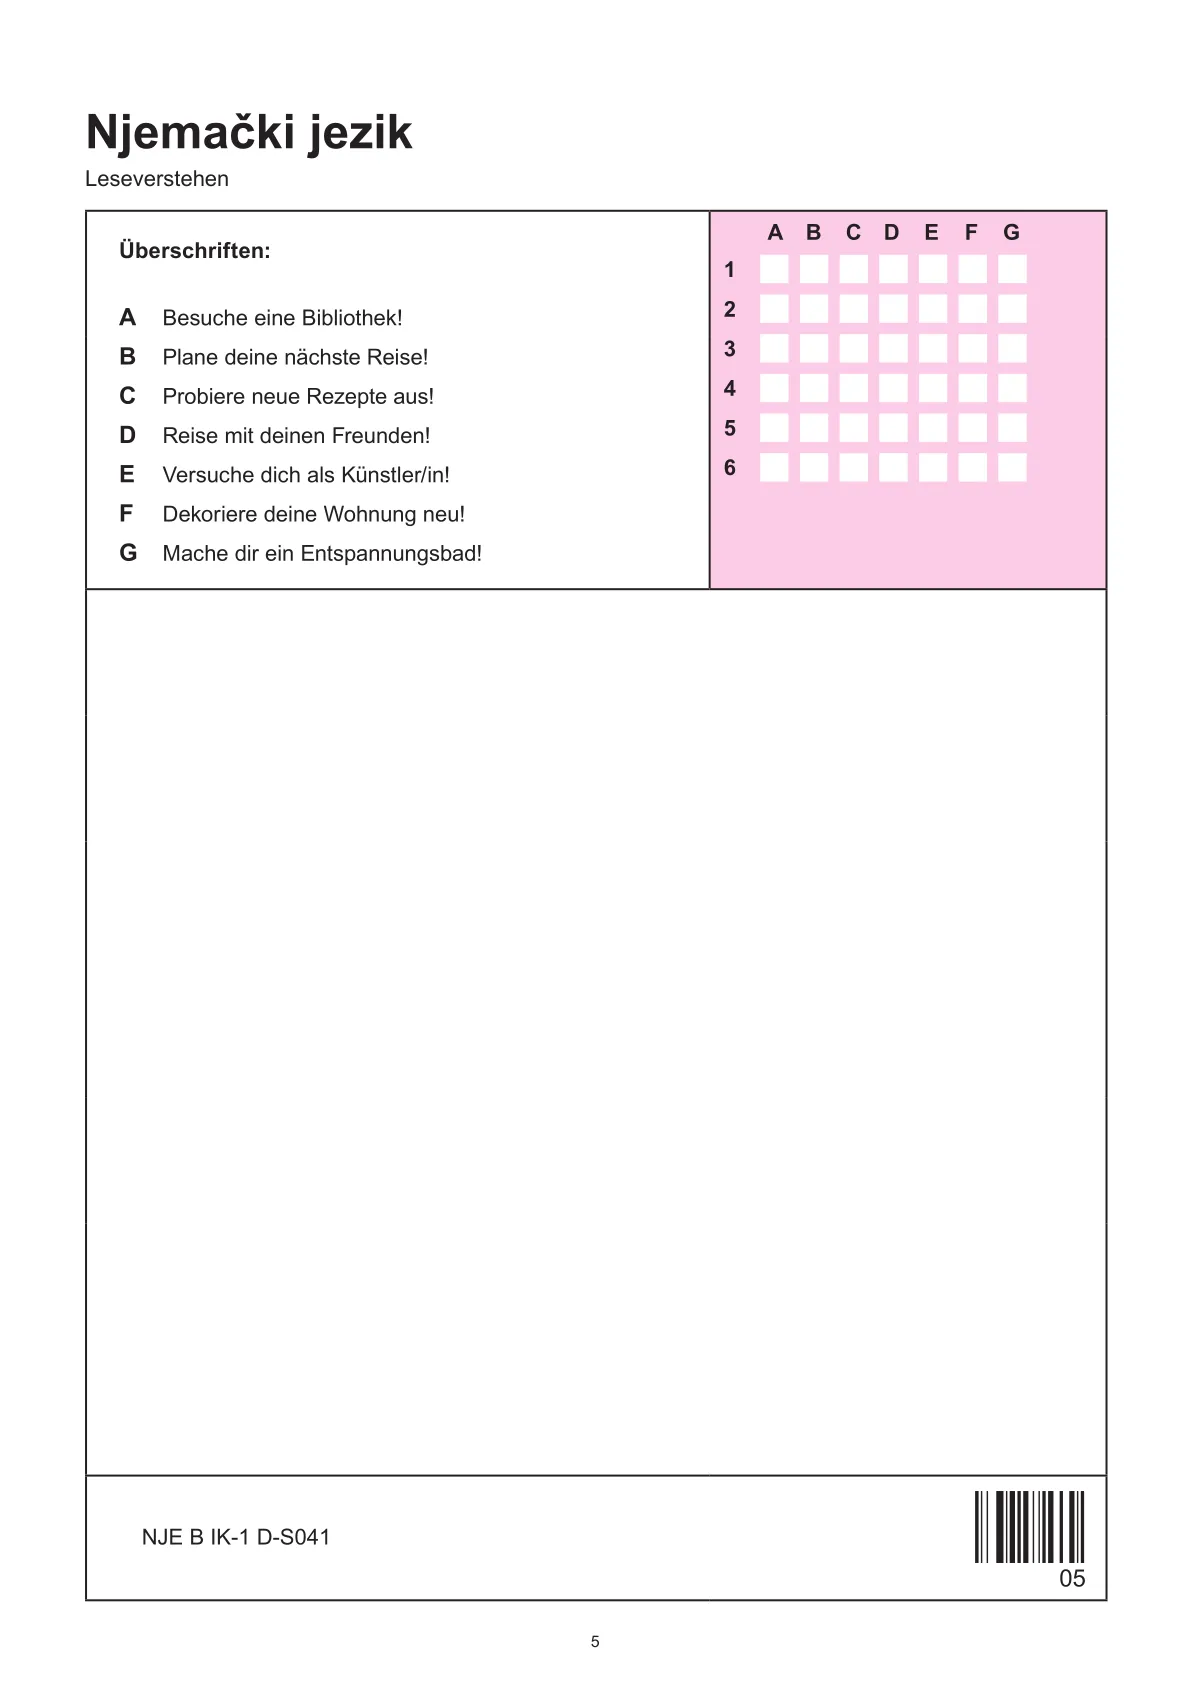 Njemački jezik
Leseverstehen
Überschriften:
A Besuche eine Bibliothek!
B Plane deine nächste Reise!
C Probiere neue Rezepte aus!
D Reise mit deinen Freunden!
E Versuche dich als Künstler/in!
F Dekoriere deine Wohnung neu!
G Mache dir ein Entspannungsbad!
A B C D E F G
1
2
3
4
5
6
NJE B IK-1 D-S041
05
5